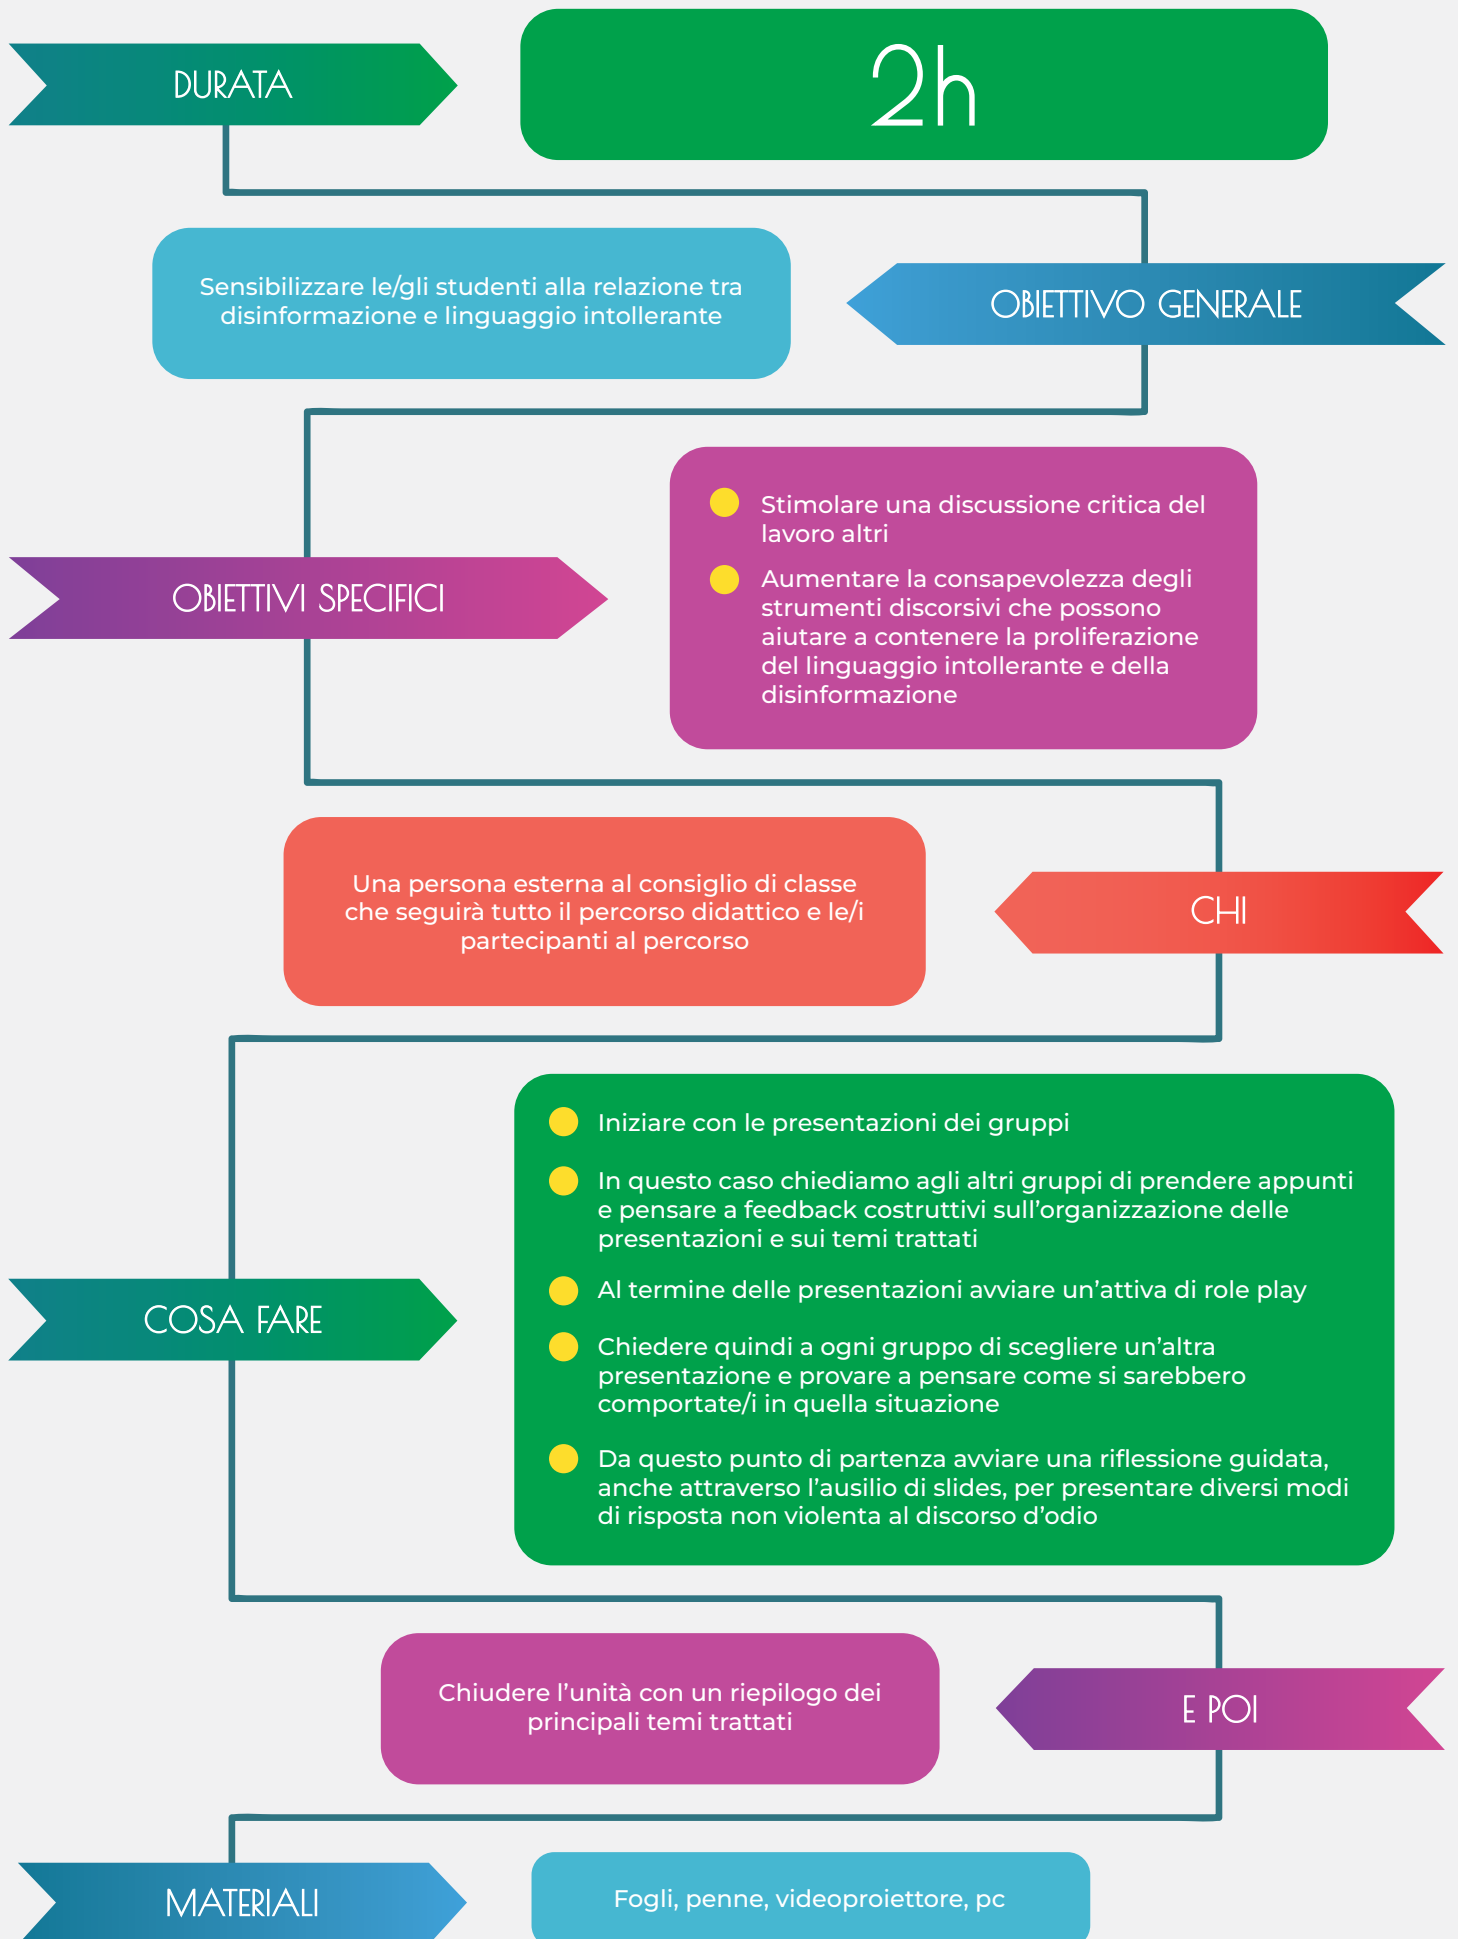 DURATA
2h
OBIETTIVO GENERALE
Sensibilizzare le/gli studenti alla relazione tra
disinformazione e linguaggio intollerante
OBIETTIVI SPECIFICI
Stimolare una discussione critica del
lavoro altri
Aumentare la consapevolezza degli
strumenti discorsivi che possono
aiutare a contenere la proliferazione
del linguaggio intollerante e della
disinformazione
CHI
Una persona esterna al consiglio di classe
che seguirà tutto il percorso didattico e le/i
partecipanti al percorso
COSA FARE
Iniziare con le presentazioni dei gruppi
In questo caso chiediamo agli altri gruppi di prendere appunti
e pensare a feedback costruttivi sull’organizzazione delle
presentazioni e sui temi trattati
Al termine delle presentazioni avviare un’attiva di role play
Chiedere quindi a ogni gruppo di scegliere un’altra
presentazione e provare a pensare come si sarebbero
comportate/i in quella situazione
Da questo punto di partenza avviare una riflessione guidata,
anche attraverso l’ausilio di slides, per presentare diversi modi
di risposta non violenta al discorso d’odio
E POI
Chiudere l’unità con un riepilogo dei
principali temi trattati
MATERIALI
Fogli, penne, videoproiettore, pc